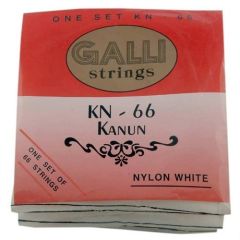 ONE SET KN - 66
GALLI
strings
KN - 66
KANUN
ONE SET OF
66 STRINGS
NYLON WHITE